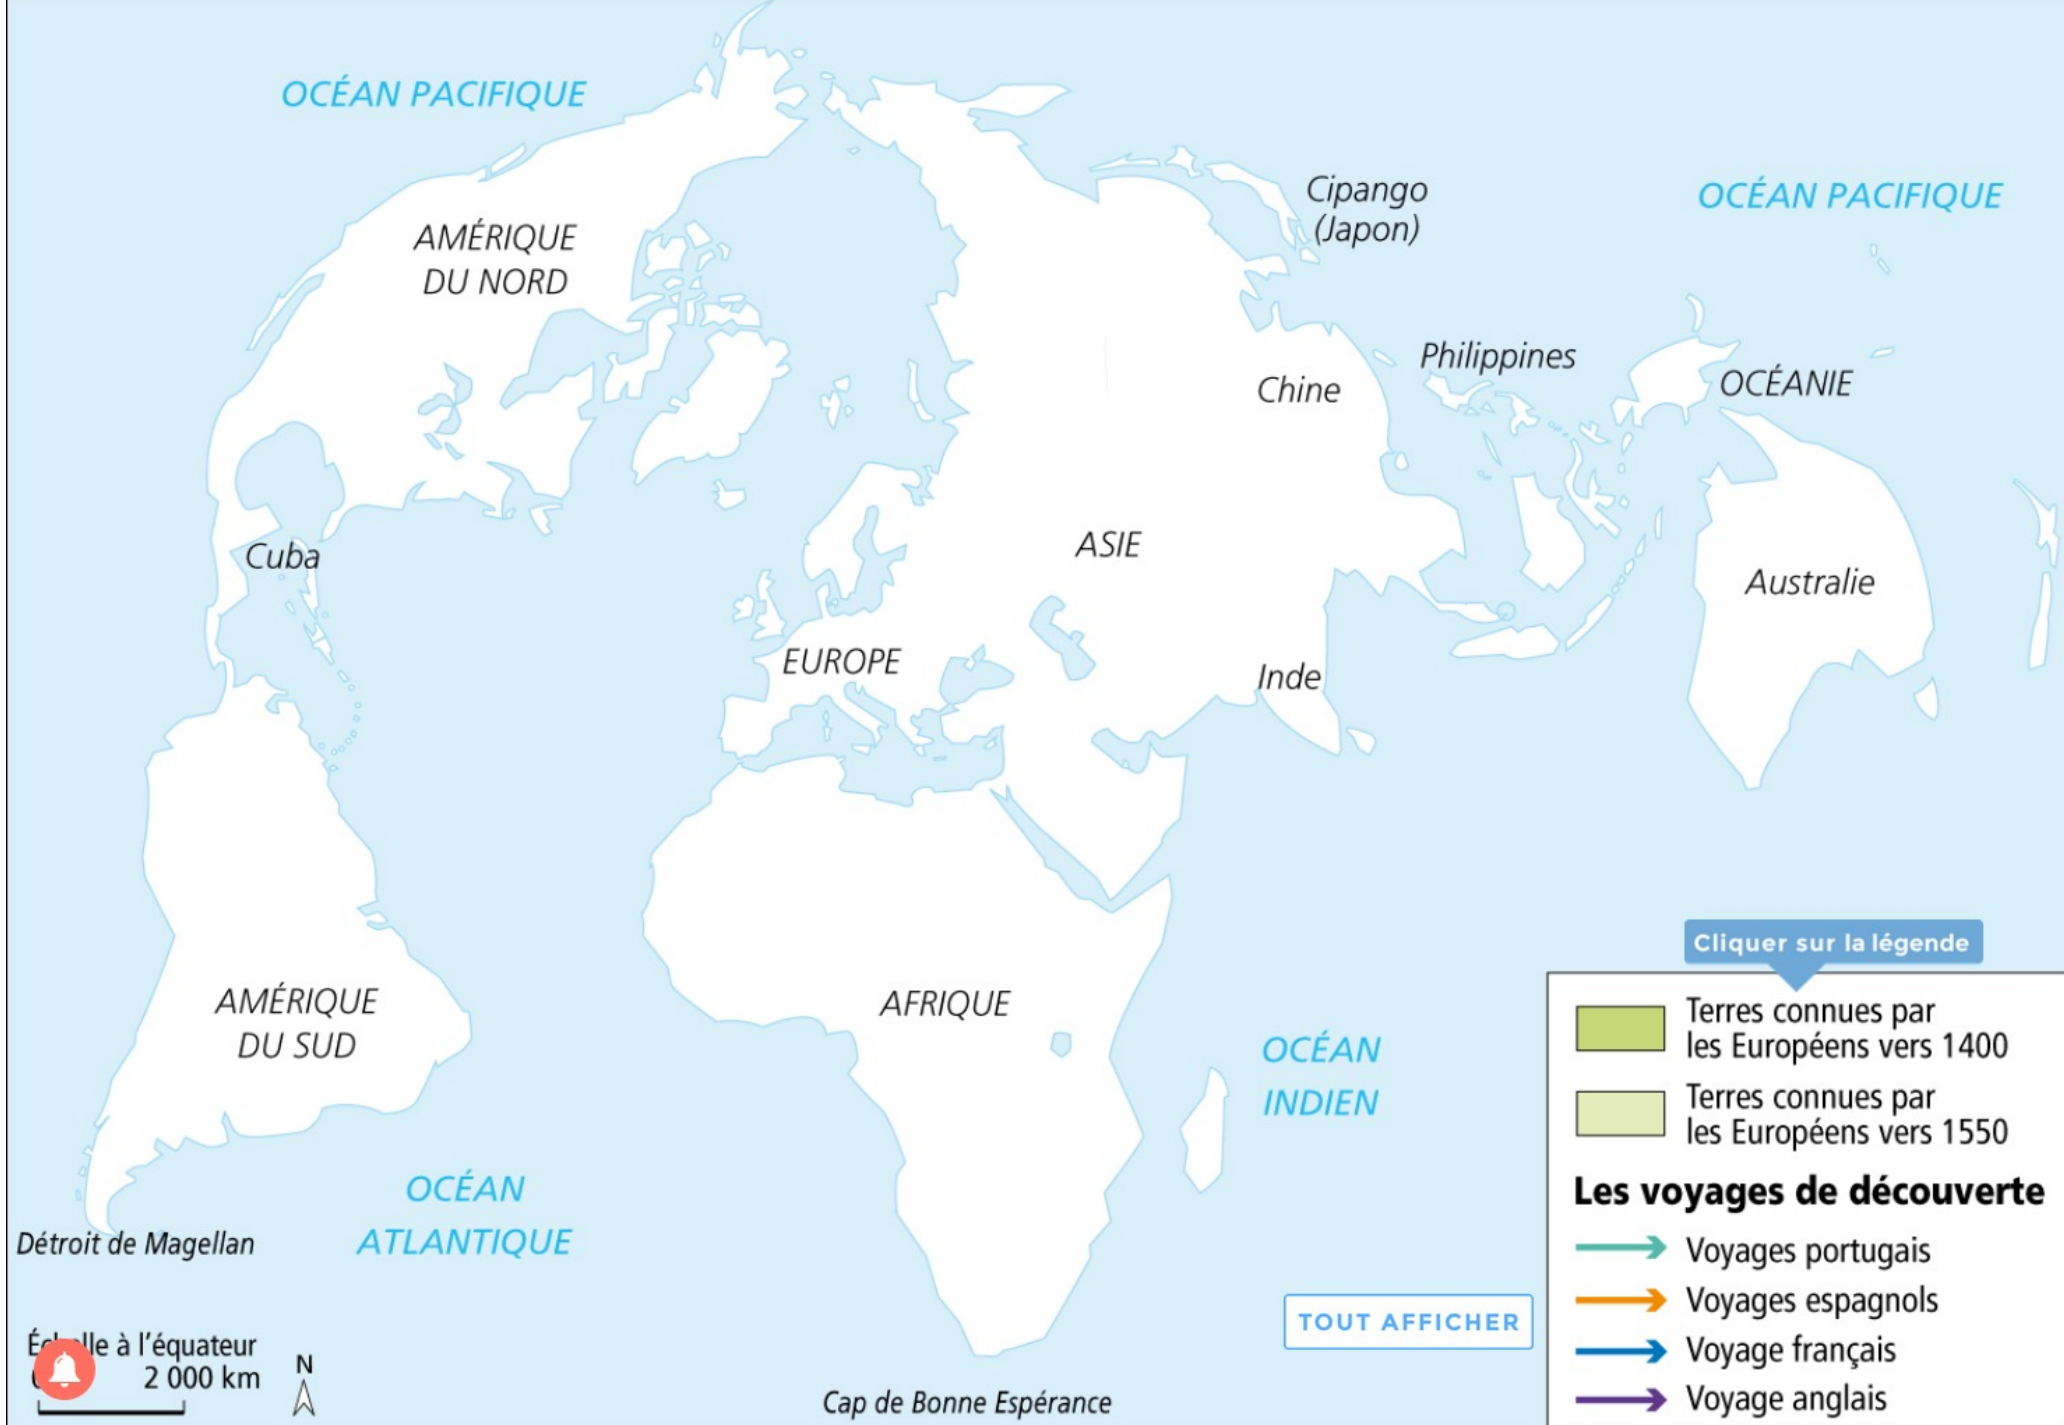 OCÉAN PACIFIQUE
Cipango
(Japon)
OCÉAN PACIFIQUE
AMÉRIQUE
DU NORD
Philippines
OCÉANIE
Chine
ASIE
Cuba
Australie
EUROPE
Inde
Cliquer sur la légende
AMÉRIQUE
DU SUD
AFRIQUE
OCÉAN
INDIEN
OCÉAN
ATLANTIQUE
Détroit de Magellan
Terres connues par
les Européens vers 1400
Terres connues par
les Européens vers 1550
Les voyages de découverte
Voyages portugais
Voyages espagnols
Voyage français
Voyage anglais
TOUT AFFICHER
à l'équateur
2 000 km
N
Cap de Bonne Espérance